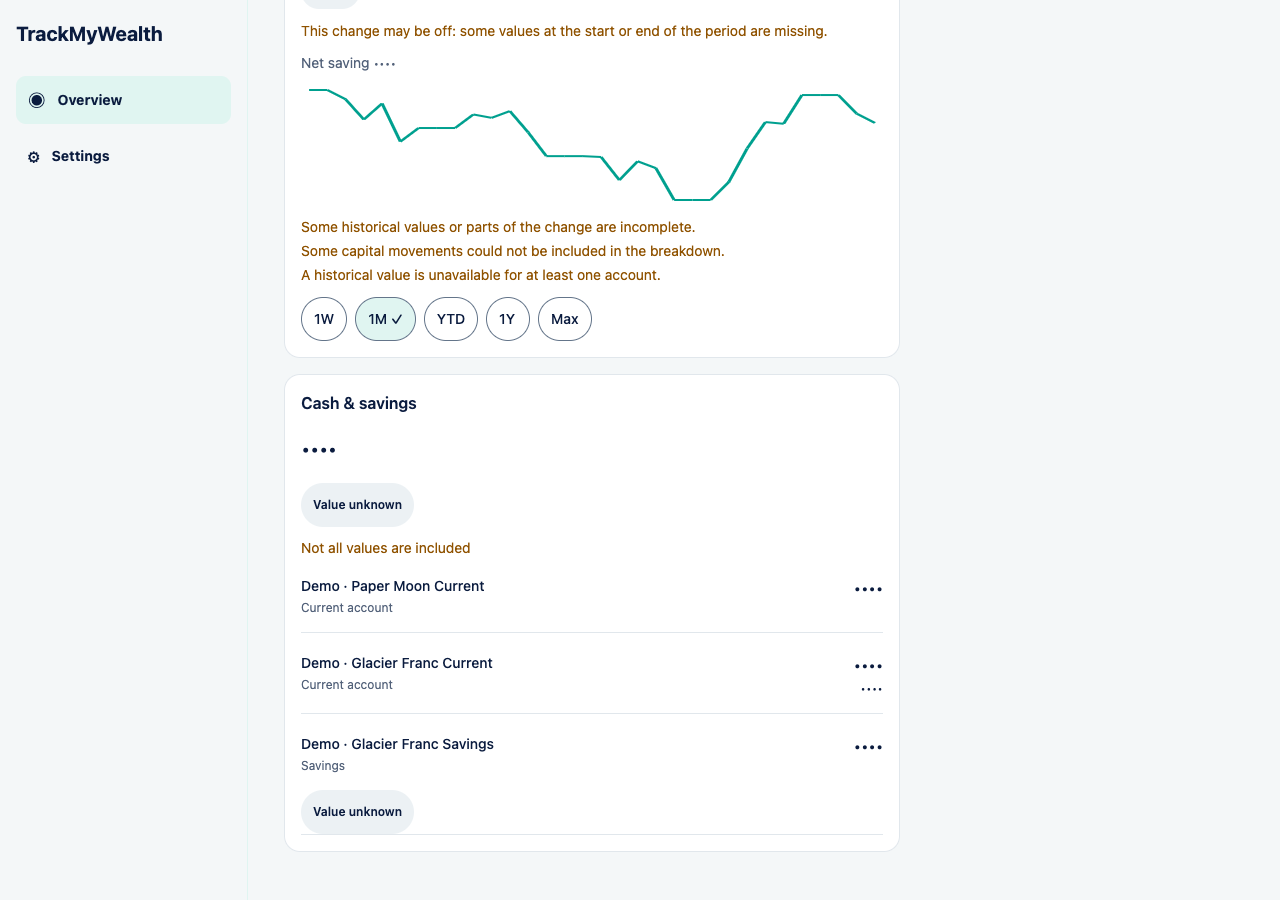 TrackMyWealth
Overview
Settings
This change may be off: some values at the start or end of the period are missing.
Net saving ••••
Some historical values or parts of the change are incomplete.
Some capital movements could not be included in the breakdown.
A historical value is unavailable for at least one account.
1W 1M ✓ YTD 1Y Max
Cash & savings
••••
Value unknown
Not all values are included
Demo · Paper Moon Current ••••
Current account
Demo · Glacier Franc Current ••••
Current account ••••
Demo · Glacier Franc Savings ••••
Savings
Value unknown